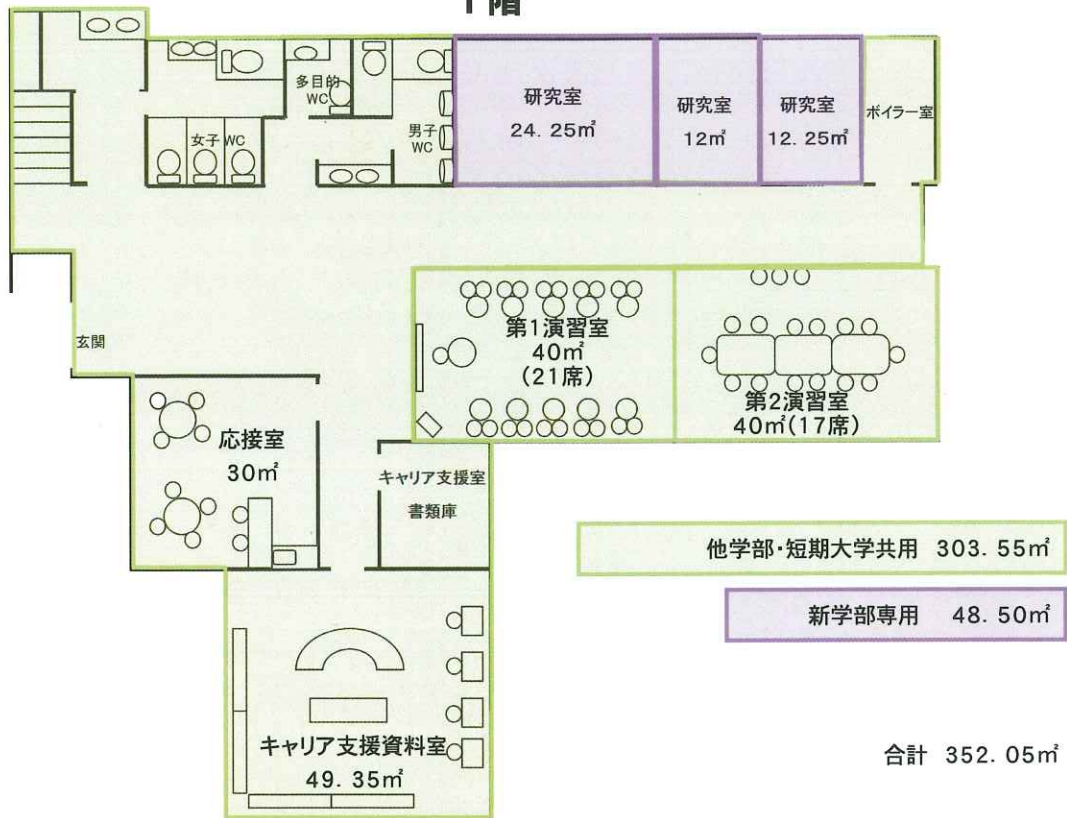 1階
研究室
24. 25㎡
研究室
12㎡
研究室
12. 25㎡
ボイラー室
多目的
WC
女子 WC
男子
WC
玄関
第1演習室
40㎡
(21席)
第2演習室
40㎡(17席)
応接室
30㎡
キャリア支援室
書類庫
他学部・短期大学共用 303. 55㎡
新学部専用 48. 50㎡
キャリア支援資料室
49. 35㎡
合計 352. 05㎡